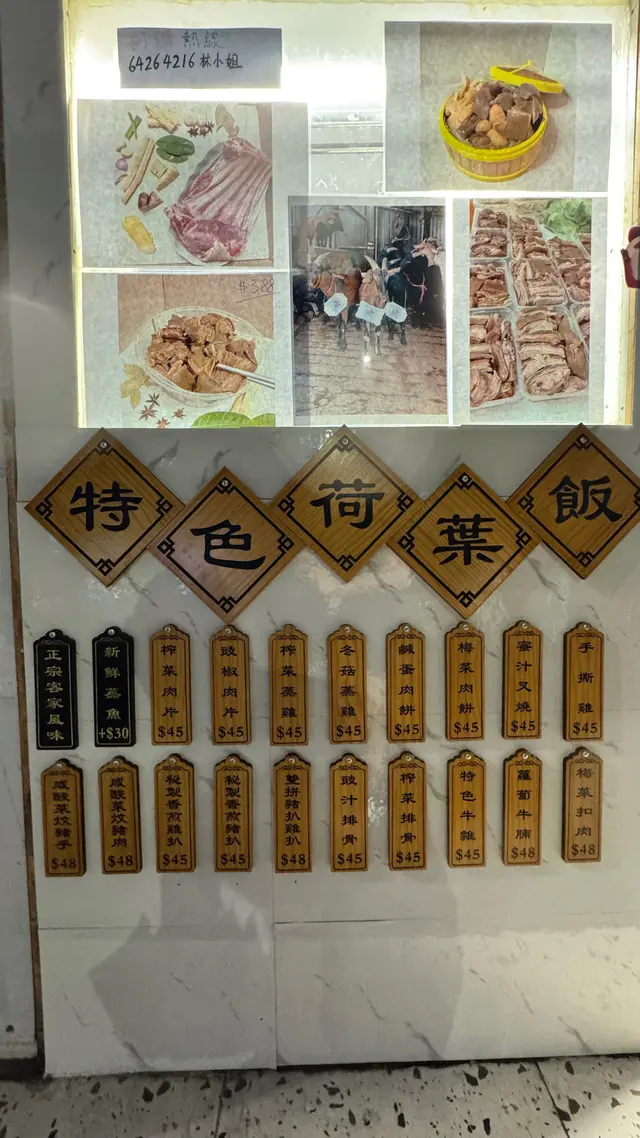 熱線
64264216 林小姐
$388
特色荷葉飯
正宗客家風味
新鮮蒸魚 +$30
榨菜肉片 $45
豉椒肉片 $45
榨菜蒸雞 $45
冬菇蒸雞 $45
鹹蛋肉餅 $45
梅菜肉餅 $45
蜜汁叉燒 $45
手撕雞 $45
咸酸菜炆豬手 $48
咸酸菜炆豬肉 $48
秘製香煎雞扒 $45
秘製香煎豬扒 $45
雙拼豬扒雞扒 $48
豉汁排骨 $45
榨菜排骨 $45
特色牛雜 $45
蘿蔔牛腩 $48
梅菜扣肉 $48